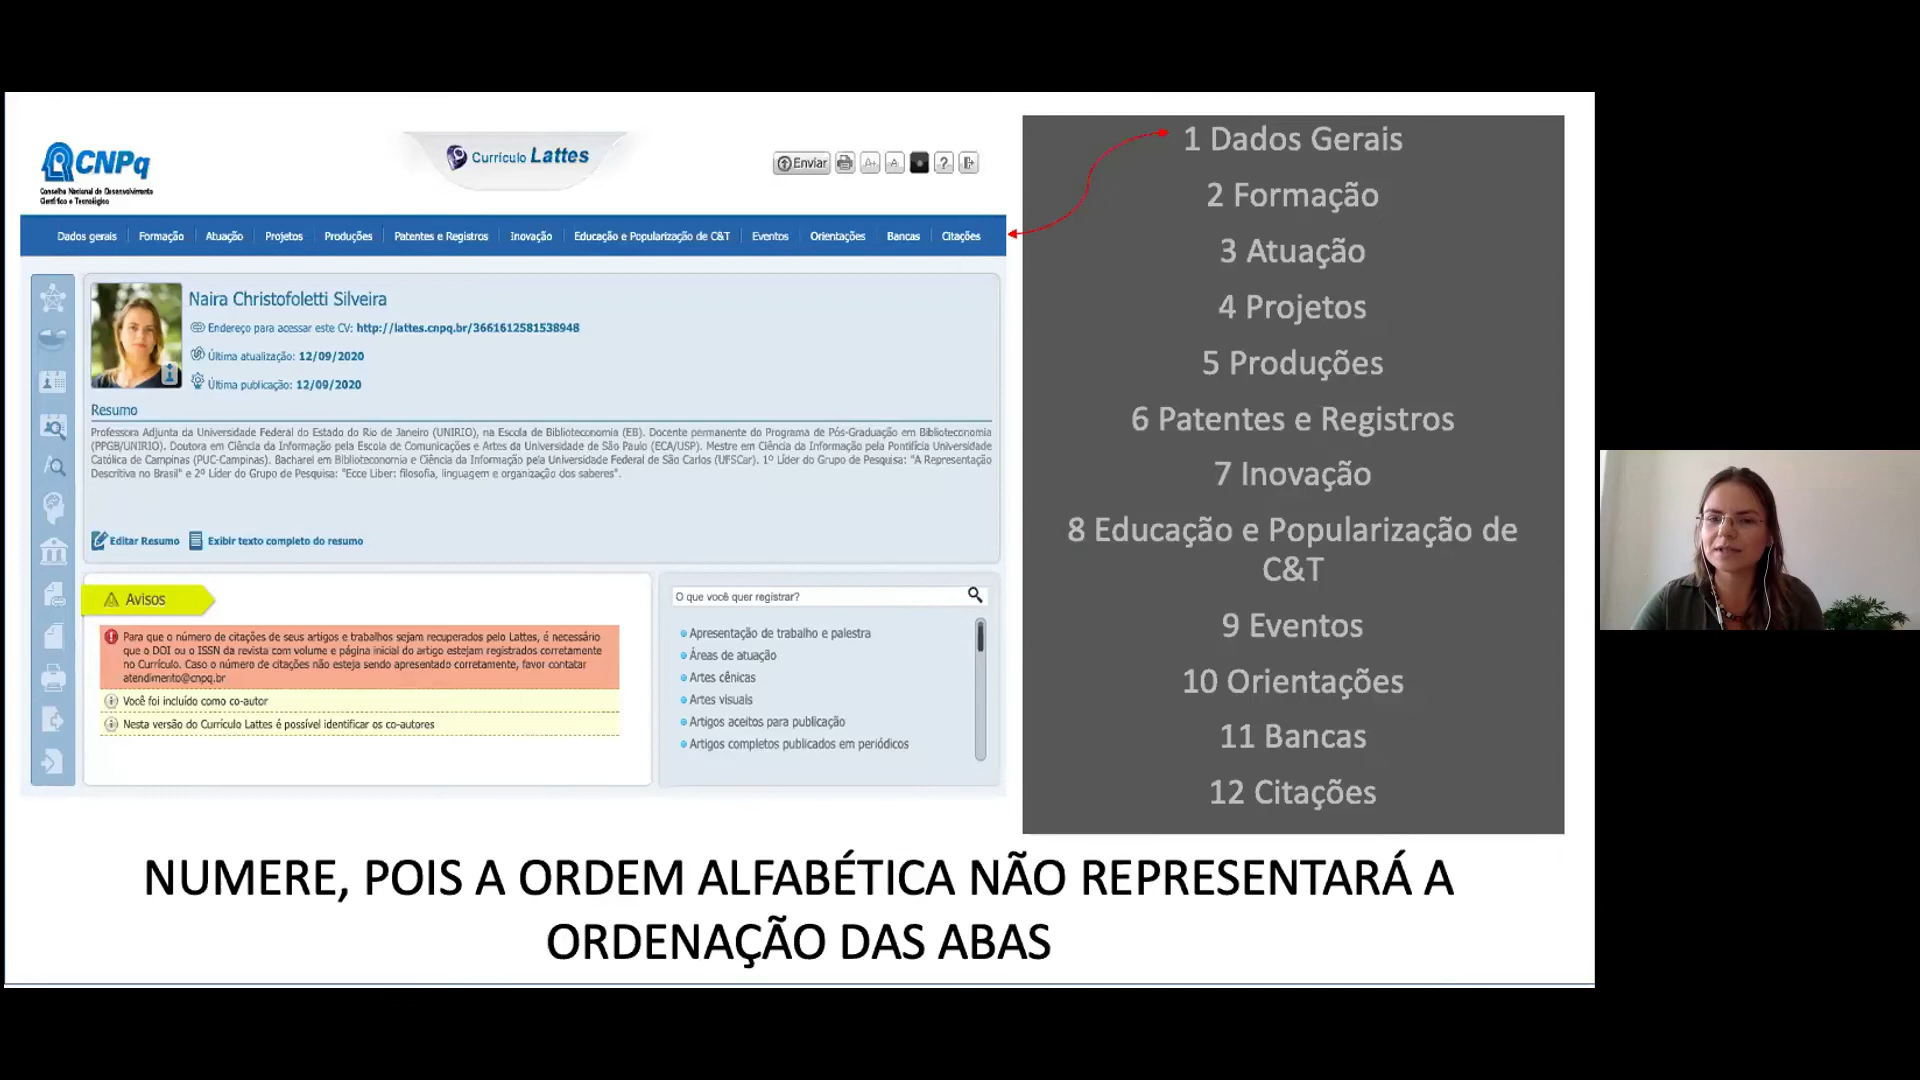 CNPq
Conselho Nacional de Desenvolvimento
Científico e Tecnológico
Currículo Lattes
Enviar
A+
A-
?
Dados gerais
Formação
Atuação
Projetos
Produções
Patentes e Registros
Inovação
Educação e Popularização de C&T
Eventos
Orientações
Bancas
Citações
Naira Christofoletti Silveira
Endereço para acessar este CV: http://lattes.cnpq.br/3661612581538948
Última atualização: 12/09/2020
Última publicação: 12/09/2020
Resumo
Professora Adjunta da Universidade Federal do Estado do Rio de Janeiro (UNIRIO), na Escola de Biblioteconomia (EB). Docente permanente do Programa de Pós-Graduação em Biblioteconomia
(PPGB/UNIRIO). Doutora em Ciência da Informação pela Escola de Comunicações e Artes da Universidade de São Paulo (ECA/USP). Mestre em Ciência da Informação pela Pontifícia Universidade
Católica de Campinas (PUC-Campinas). Bacharel em Biblioteconomia e Ciência da Informação pela Universidade Federal de São Carlos (UFSCar). 1º Líder do Grupo de Pesquisa: "A Representação
Descritiva no Brasil" e 2º Líder do Grupo de Pesquisa: "Ecce Liber: filosofia, linguagem e organização dos saberes".
Editar Resumo
Exibir texto completo do resumo
Avisos
Para que o número de citações de seus artigos e trabalhos sejam recuperados pelo Lattes, é necessário
que o DOI ou o ISSN da revista com volume e página inicial do artigo estejam registrados corretamente
no Currículo. Caso o número de citações não esteja sendo apresentado corretamente, favor contatar
atendimento@cnpq.br
Você foi incluído como co-autor
Nesta versão do Currículo Lattes é possível identificar os co-autores
O que você quer registrar?
Apresentação de trabalho e palestra
Áreas de atuação
Artes cênicas
Artes visuais
Artigos aceitos para publicação
Artigos completos publicados em periódicos
1 Dados Gerais
2 Formação
3 Atuação
4 Projetos
5 Produções
6 Patentes e Registros
7 Inovação
8 Educação e Popularização de
C&T
9 Eventos
10 Orientações
11 Bancas
12 Citações
NUMERE, POIS A ORDEM ALFABÉTICA NÃO REPRESENTARÁ A
ORDENAÇÃO DAS ABAS